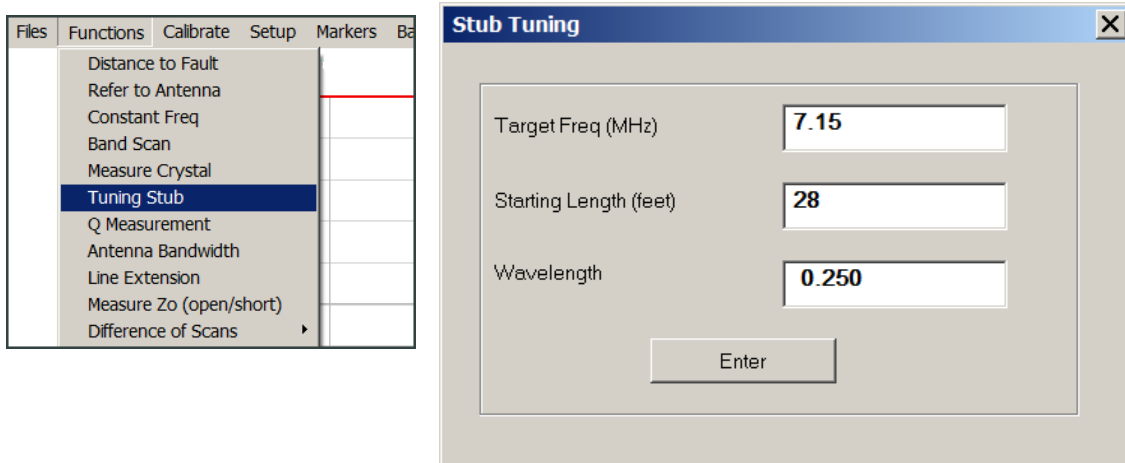 Files Functions Calibrate Setup Markers Ba
Distance to Fault
Refer to Antenna
Constant Freq
Band Scan
Measure Crystal
Tuning Stub
Q Measurement
Antenna Bandwidth
Line Extension
Measure Zo (open/short)
Difference of Scans
Stub Tuning
Target Freq (MHz) 7.15
Starting Length (feet) 28
Wavelength 0.250
Enter